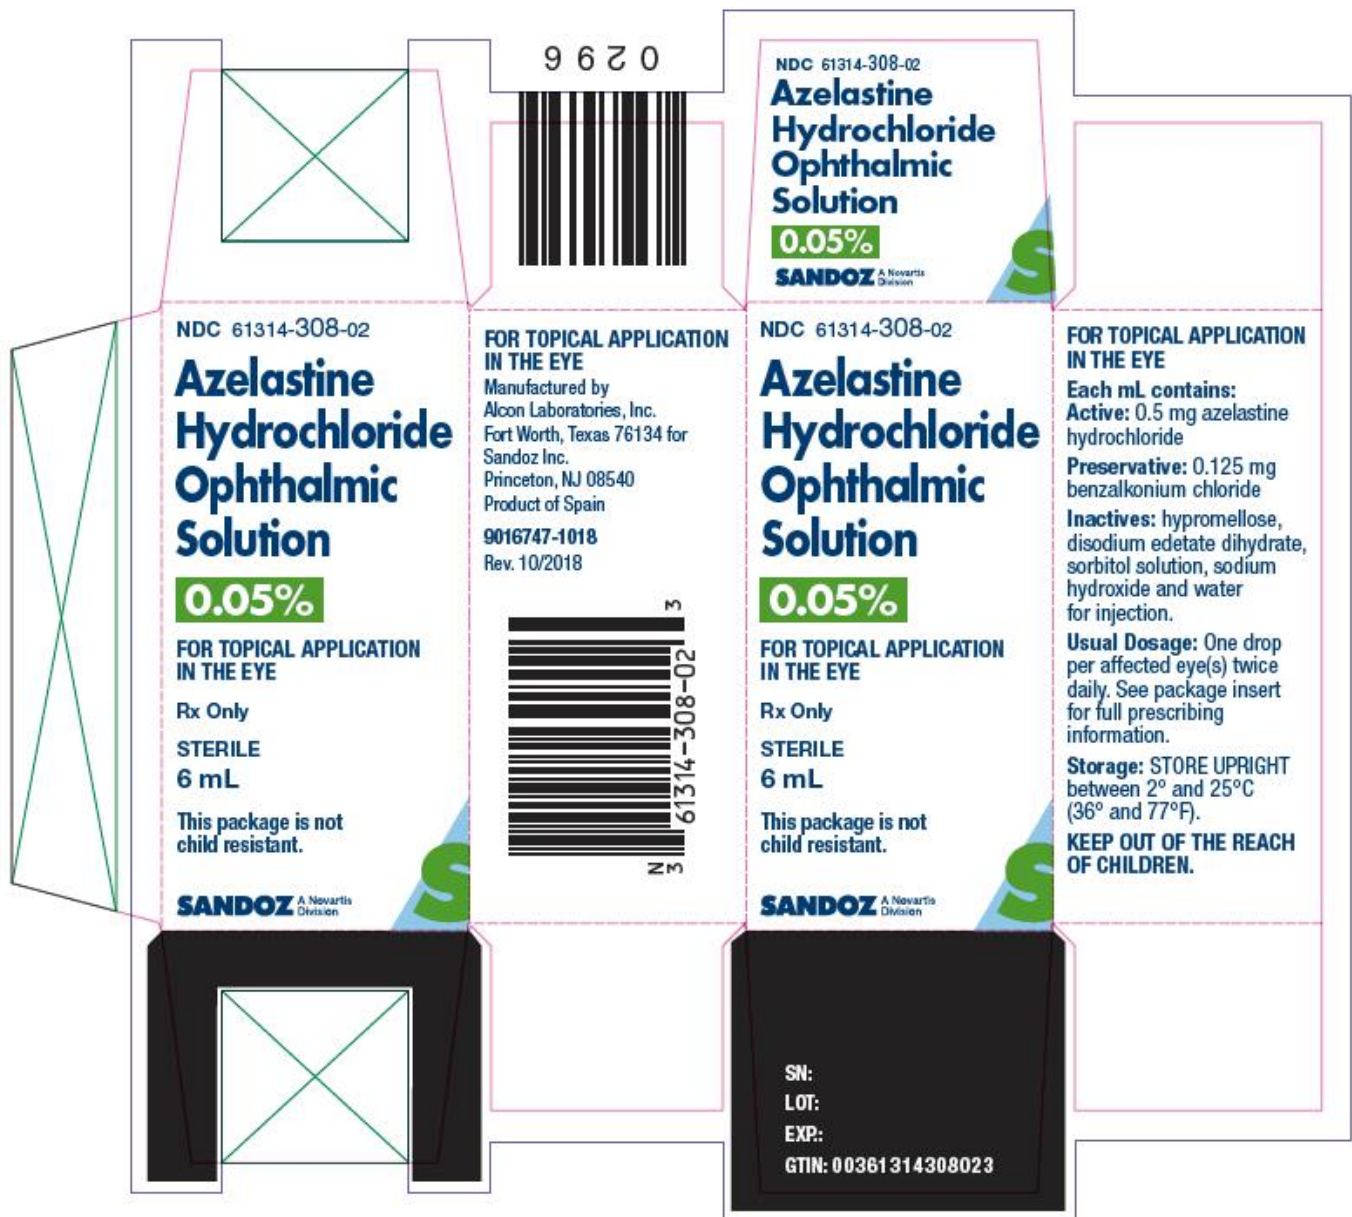 0296
NDC 61314-308-02
Azelastine
Hydrochloride
Ophthalmic
Solution
0.05%
SANDOZ A Novartis
Division
S
NDC 61314-308-02
Azelastine
Hydrochloride
Ophthalmic
Solution
0.05%
FOR TOPICAL APPLICATION
IN THE EYE
Rx Only
STERILE
6 mL
This package is not
child resistant.
SANDOZ A Novartis
Division
S
FOR TOPICAL APPLICATION
IN THE EYE
Manufactured by
Alcon Laboratories, Inc.
Fort Worth, Texas 76134 for
Sandoz Inc.
Princeton, NJ 08540
Product of Spain
9016747-1018
Rev. 10/2018
N
3
61314-308-02
3
NDC 61314-308-02
Azelastine
Hydrochloride
Ophthalmic
Solution
0.05%
FOR TOPICAL APPLICATION
IN THE EYE
Rx Only
STERILE
6 mL
This package is not
child resistant.
SANDOZ A Novartis
Division
S
FOR TOPICAL APPLICATION
IN THE EYE
Each mL contains:
Active: 0.5 mg azelastine
hydrochloride
Preservative: 0.125 mg
benzalkonium chloride
Inactives: hypromellose,
disodium edetate dihydrate,
sorbitol solution, sodium
hydroxide and water
for injection.
Usual Dosage: One drop
per affected eye(s) twice
daily. See package insert
for full prescribing
information.
Storage: STORE UPRIGHT
between 2º and 25ºC
(36º and 77ºF).
KEEP OUT OF THE REACH
OF CHILDREN.
SN:
LOT:
EXP.:
GTIN: 00361314308023